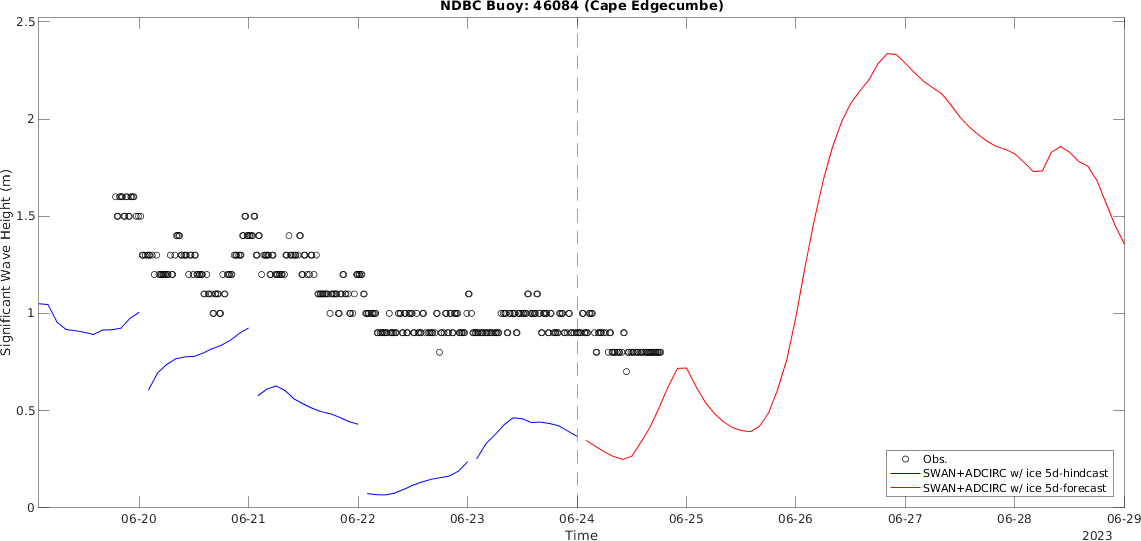 NDBC Buoy: 46084 (Cape Edgecumbe)
2.5
2
1.5
1
0.5
0
Significant Wave Height (m)
Obs.
SWAN+ADCIRC w/ ice 5d-hindcast
SWAN+ADCIRC w/ ice 5d-forecast
06-20 06-21 06-22 06-23 06-24 06-25 06-26 06-27 06-28 06-29
Time
2023